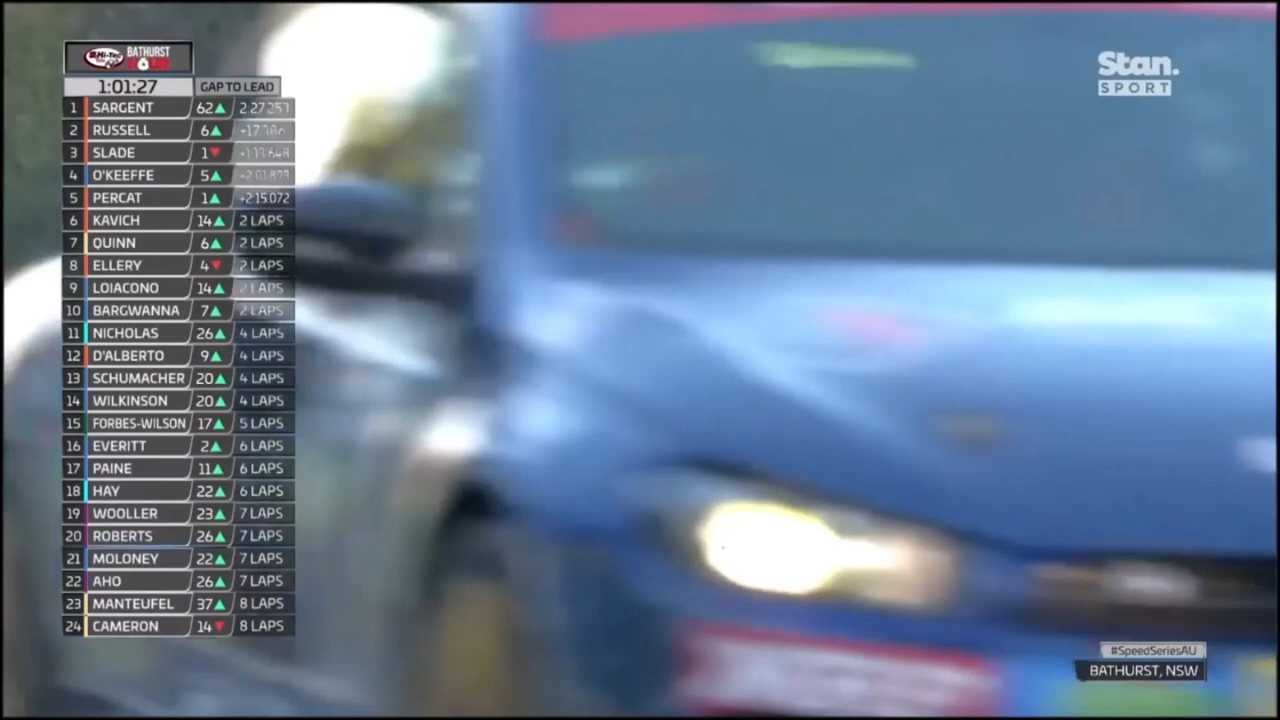 Hi-Tec BATHURST
6 HOUR
1:01:27 GAP TO LEAD
1 SARGENT 62▲ 2:27.257
2 RUSSELL 6▲
3 SLADE 1▼
4 O'KEEFFE 5▲
5 PERCAT 1▲ +2:15.072
6 KAVICH 14▲ 2 LAPS
7 QUINN 6▲ 2 LAPS
8 ELLERY 4▼ 2 LAPS
9 LOIACONO 14▲ LAPS
10 BARGWANNA 7▲ 2 LAPS
11 NICHOLAS 26▲ 4 LAPS
12 D'ALBERTO 9▲ 4 LAPS
13 SCHUMACHER 20▲ 4 LAPS
14 WILKINSON 20▲ 4 LAPS
15 FORBES-WILSON 17▲ 5 LAPS
16 EVERITT 2▲ 6 LAPS
17 PAINE 11▲ 6 LAPS
18 HAY 22▲ 6 LAPS
19 WOOLLER 23▲ 7 LAPS
20 ROBERTS 26▲ 7 LAPS
21 MOLONEY 22▲ 7 LAPS
22 AHO 26▲ 7 LAPS
23 MANTEUFEL 37▲ 8 LAPS
24 CAMERON 14▼ 8 LAPS
Stan.
SPORT
#SpeedSeriesAU
BATHURST, NSW